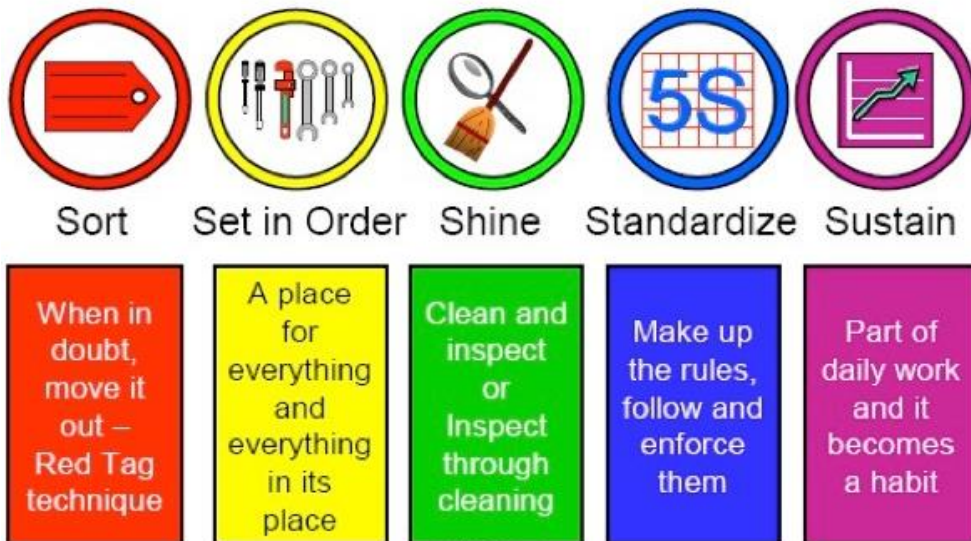 5S
Sort
Set in Order
Shine
Standardize
Sustain
When in
doubt,
move it
out –
Red Tag
technique
A place
for
everything
and
everything
in its
place
Clean and
inspect
or
Inspect
through
cleaning
Make up
the rules,
follow and
enforce
them
Part of
daily work
and it
becomes
a habit